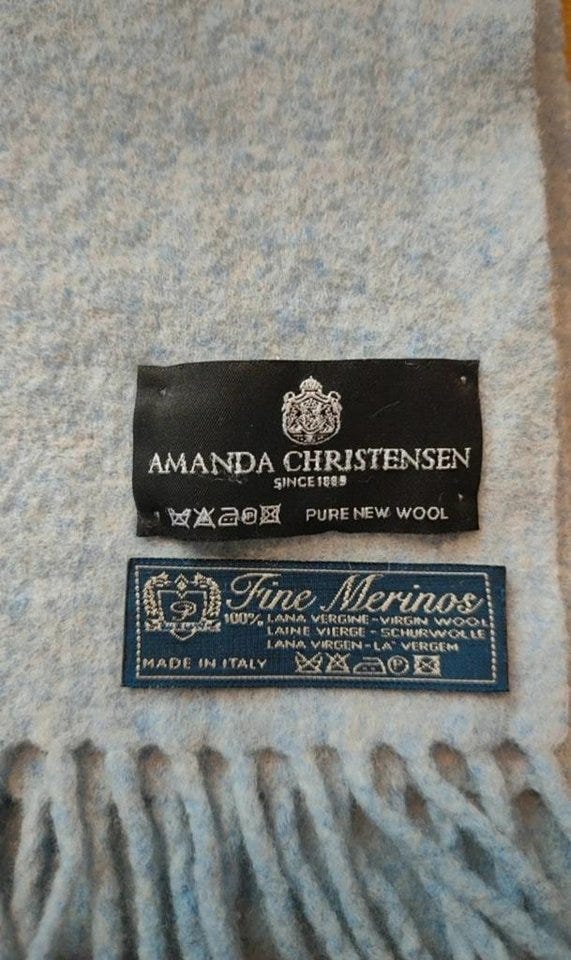 AMANDA CHRISTENSEN
SINCE 1889
PURE NEW WOOL
Fine Merinos
100% LANA VERGINE-VIRGIN WOOL
LAINE VIERGE - SCHURWOLLE
LANA VIRGEN-LA' VERGEM
MADE IN ITALY